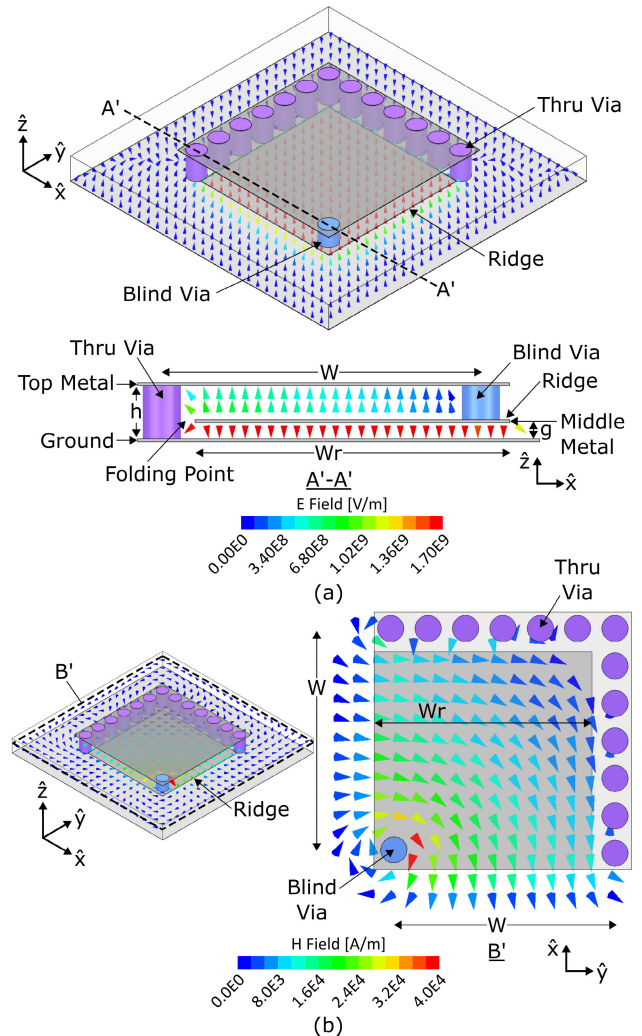 A'
Thru Via
ẑ
ŷ
x̂
Ridge
Blind Via
A'
Thru Via
W
Blind Via
Top Metal
Ridge
h
Middle
Metal
g
Ground
Folding Point
Wr
A'-A'
ẑ
x̂
E Field [V/m]
0.00E0
3.40E8
6.80E8
1.02E9
1.36E9
1.70E9
(a)
Thru
Via
B'
W
Wr
Ridge
ẑ
ŷ
x̂
Blind
Via
W
B'
x̂
ŷ
H Field [A/m]
0.0E0
8.0E3
1.6E4
2.4E4
3.2E4
4.0E4
(b)